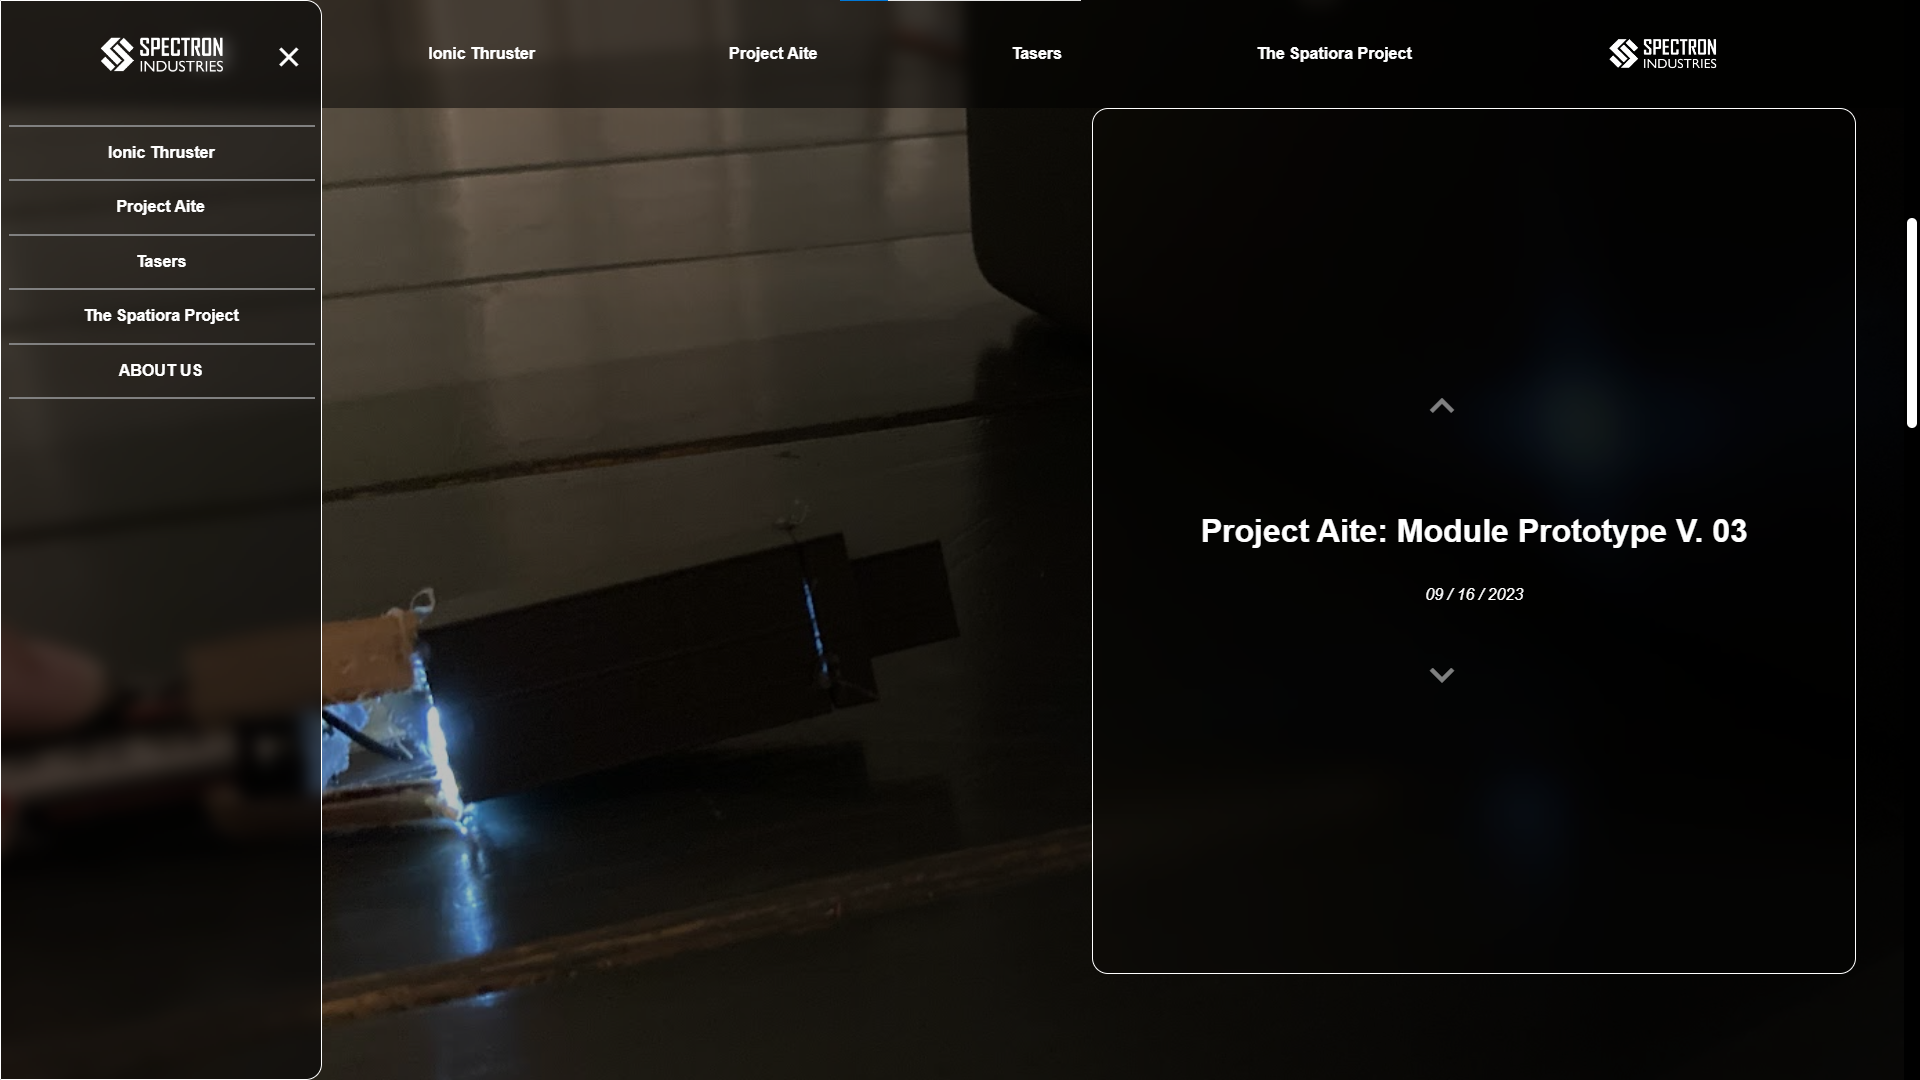 SPECTRON
INDUSTRIES
Ionic Thruster
Project Aite
Tasers
The Spatiora Project
ABOUT US
Ionic Thruster
Project Aite
Tasers
The Spatiora Project
SPECTRON
INDUSTRIES
Project Aite: Module Prototype V. 03
09 / 16 / 2023